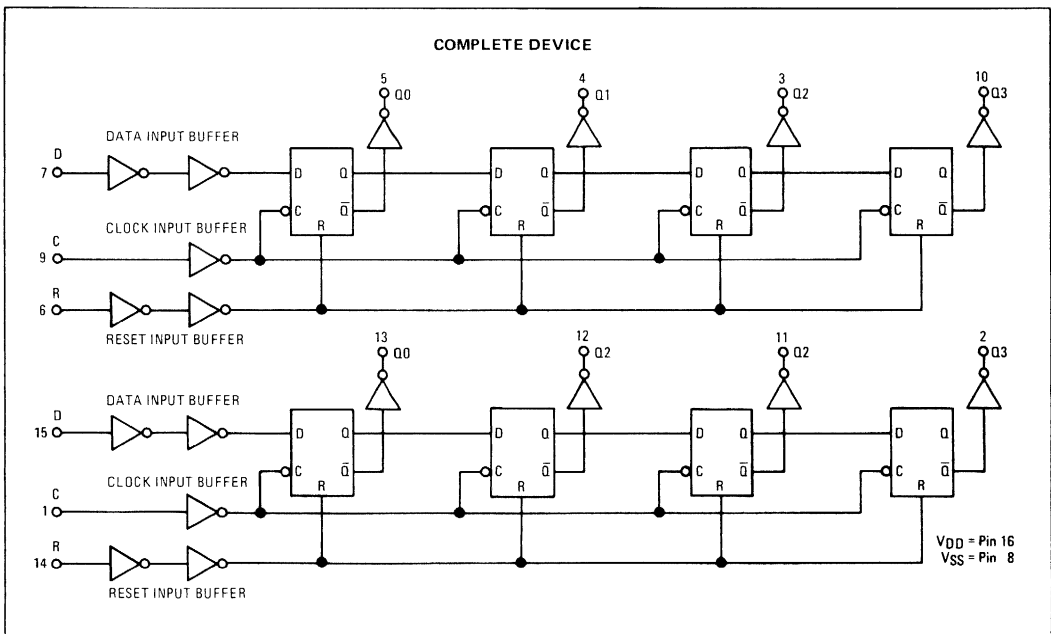 COMPLETE DEVICE
5 4 3 10
Q0 Q1 Q2 Q3
DATA INPUT BUFFER
D
7
D Q D Q D Q D Q
CLOCK INPUT BUFFER
C Q̅ C Q̅ C Q̅ C Q̅
R R R R
C
9
R
6
RESET INPUT BUFFER
13 12 11 2
Q0 Q2 Q2 Q3
DATA INPUT BUFFER
D
15
D Q D Q D Q D Q
C Q̅ C Q̅ C Q̅ C Q̅
CLOCK INPUT BUFFER
R R R R
C
1
R
14
VDD = Pin 16
VSS = Pin 8
RESET INPUT BUFFER